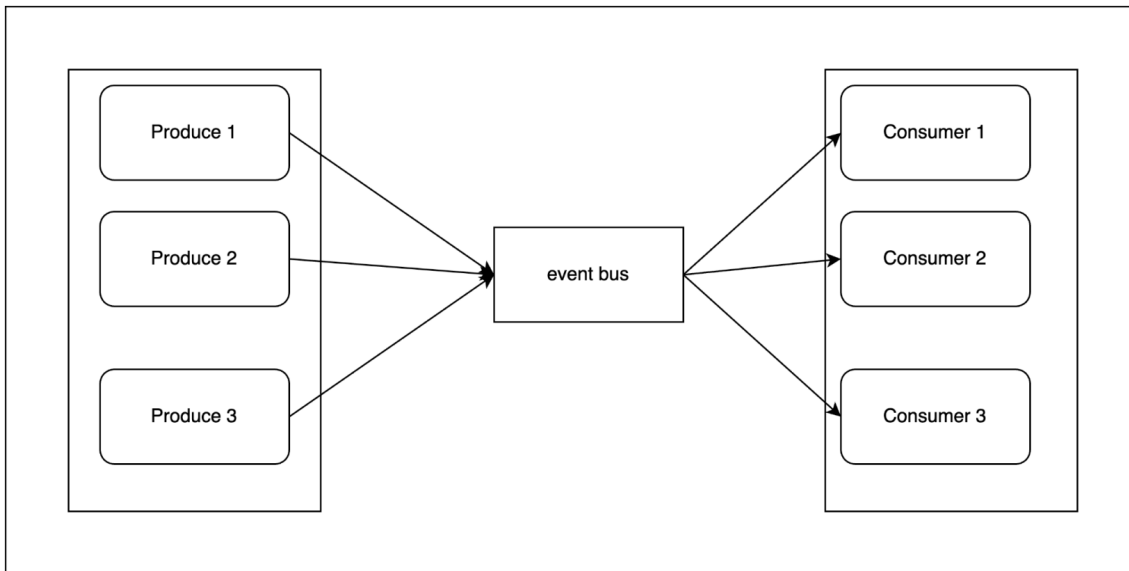 Produce 1
Produce 2
Produce 3
event bus
Consumer 1
Consumer 2
Consumer 3